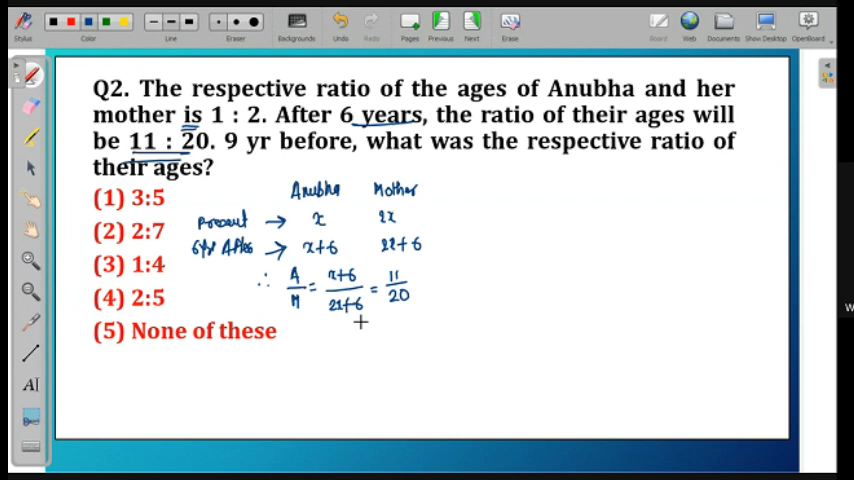 Stylus
Color
Line
Eraser
Backgrounds
Undo
Redo
Pages
Previous
Next
Erase
Board
Web
Documents
Show Desktop
OpenBoard
Q2. The respective ratio of the ages of Anubha and her
mother is 1 : 2. After 6 years, the ratio of their ages will
be 11 : 20. 9 yr before, what was the respective ratio of
their ages?
(1) 3:5
(2) 2:7
(3) 1:4
(4) 2:5
(5) None of these
Anubha Mother
Present → x 2x
6yr After → x+6 2x+6
∴ A/M = x+6/2x+6 = 11/20
AI
W